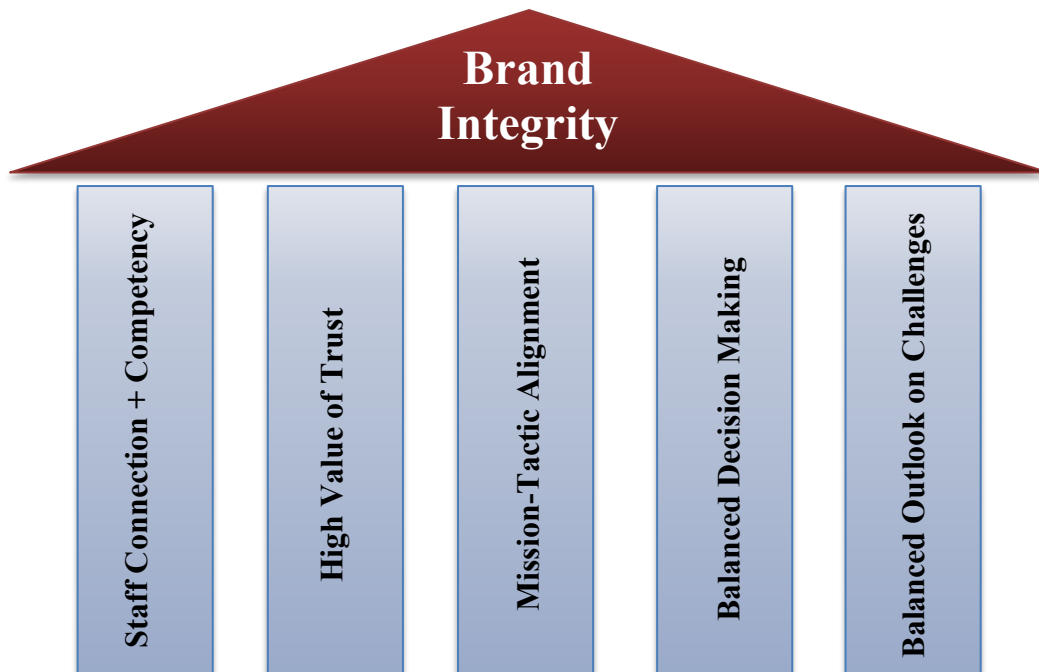 Brand
Integrity
Staff Connection + Competency
High Value of Trust
Mission-Tactic Alignment
Balanced Decision Making
Balanced Outlook on Challenges